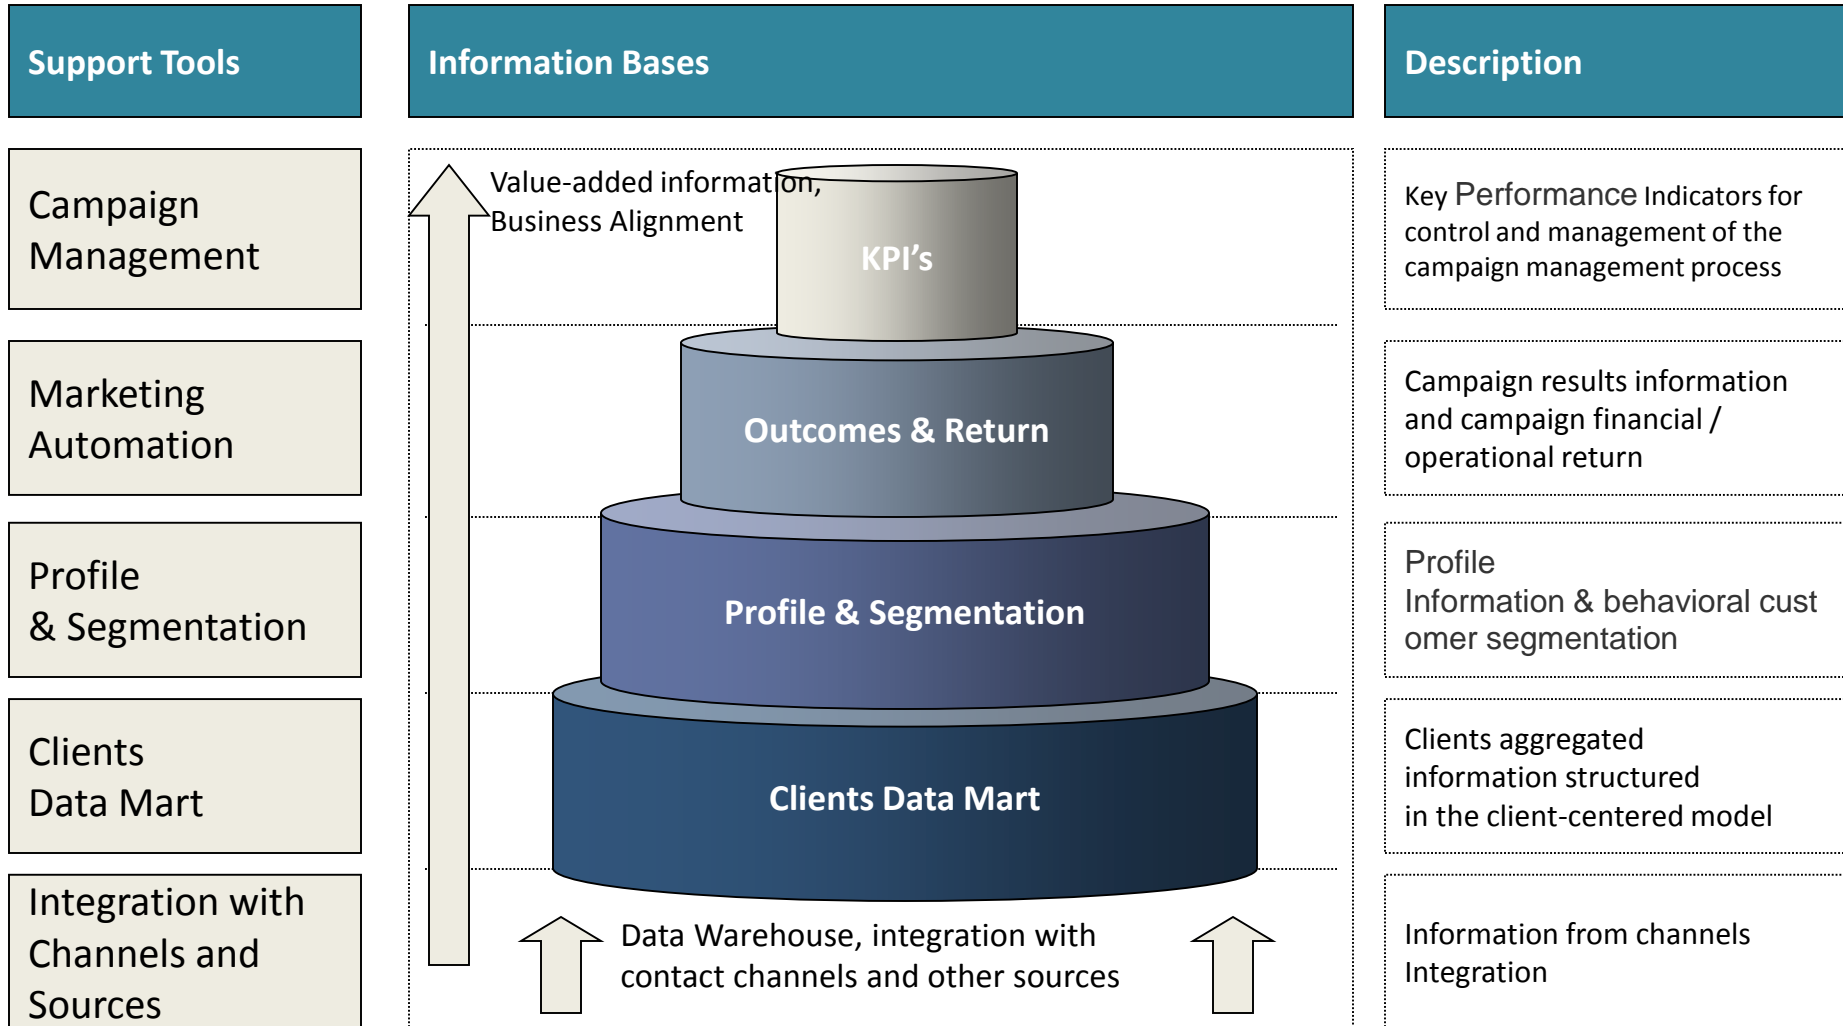 Support Tools
Information Bases
Description
Campaign
Management
Value-added information,
Business Alignment
KPI’s
Key Performance Indicators for
control and management of the
campaign management process
Marketing
Automation
Outcomes & Return
Campaign results information
and campaign financial /
operational return
Profile
& Segmentation
Profile & Segmentation
Profile
Information & behavioral cust
omer segmentation
Clients
Data Mart
Clients Data Mart
Clients aggregated
information structured
in the client-centered model
Integration with
Channels and
Sources
Data Warehouse, integration with
contact channels and other sources
Information from channels
Integration